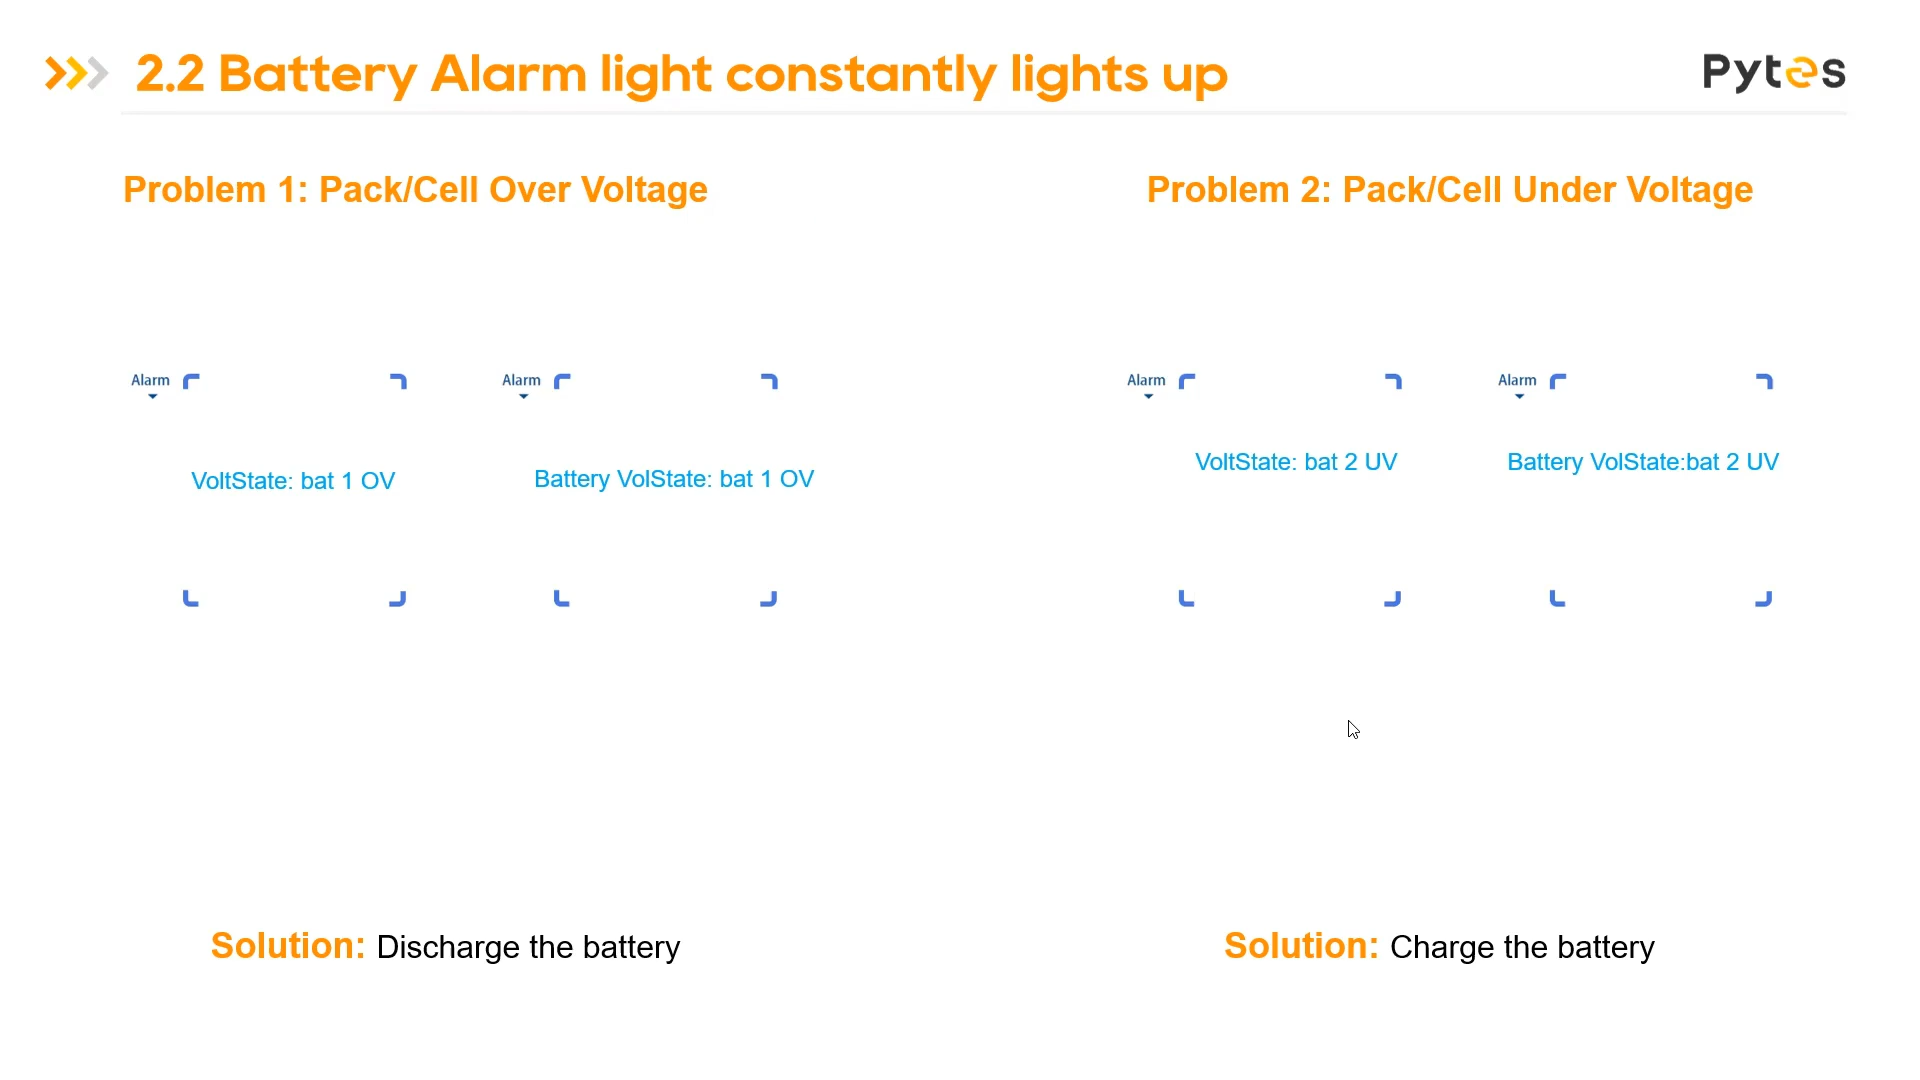 2.2 Battery Alarm light constantly lights up
Pytes
Problem 1: Pack/Cell Over Voltage
Problem 2: Pack/Cell Under Voltage
Alarm
Alarm
Alarm
Alarm
VoltState: bat 1 OV
Battery VolState: bat 1 OV
VoltState: bat 2 UV
Battery VolState:bat 2 UV
Solution: Discharge the battery
Solution: Charge the battery